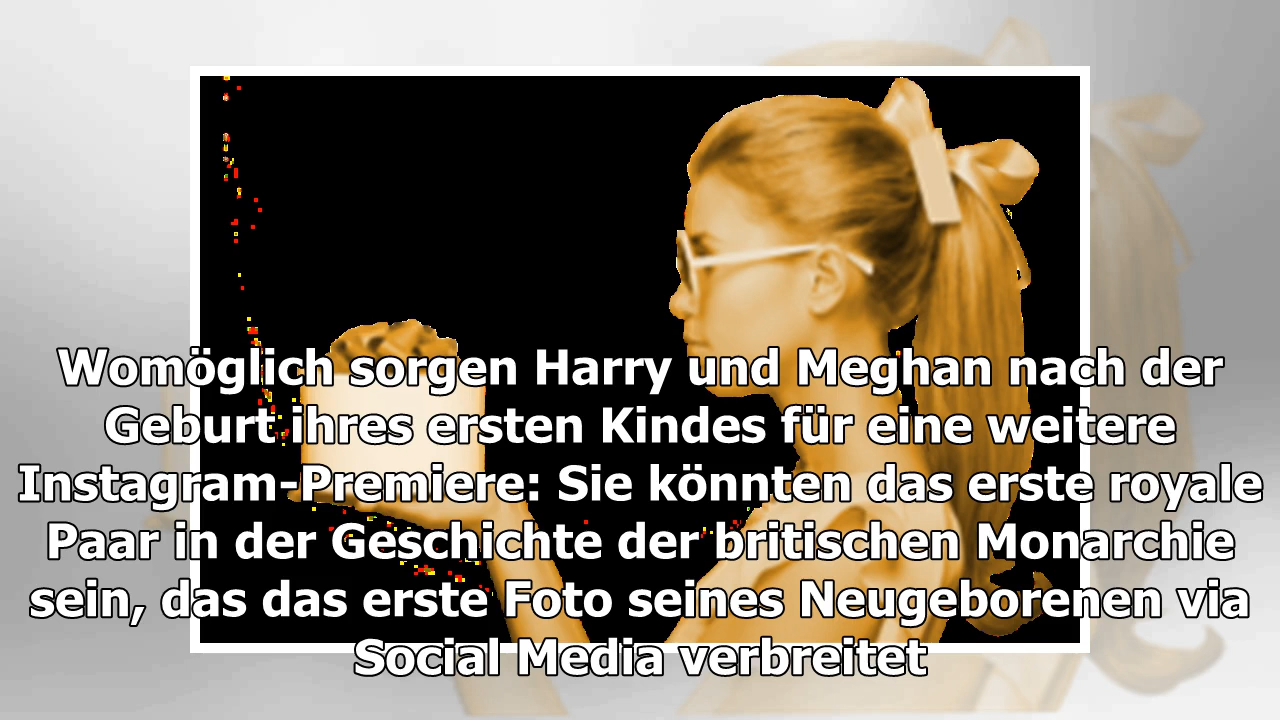 Womöglich sorgen Harry und Meghan nach der
Geburt ihres ersten Kindes für eine weitere
Instagram-Premiere: Sie könnten das erste royale
Paar in der Geschichte der britischen Monarchie
sein, das das erste Foto seines Neugeborenen via
Social Media verbreitet